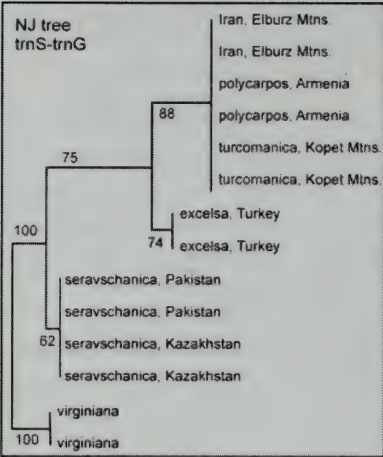 NJ tree
trnS-trnG
Iran, Elburz Mtns.
Iran, Elburz Mtns.
polycarpos, Armenia
88
polycarpos, Armenia
turcomanica, Kopet Mtns.
75
turcomanica, Kopet Mtns.
excelsa, Turkey
100
74
excelsa, Turkey
seravschanica, Pakistan
seravschanica, Pakistan
62
seravschanica, Kazakhstan
seravschanica, Kazakhstan
virginiana
100
virginiana